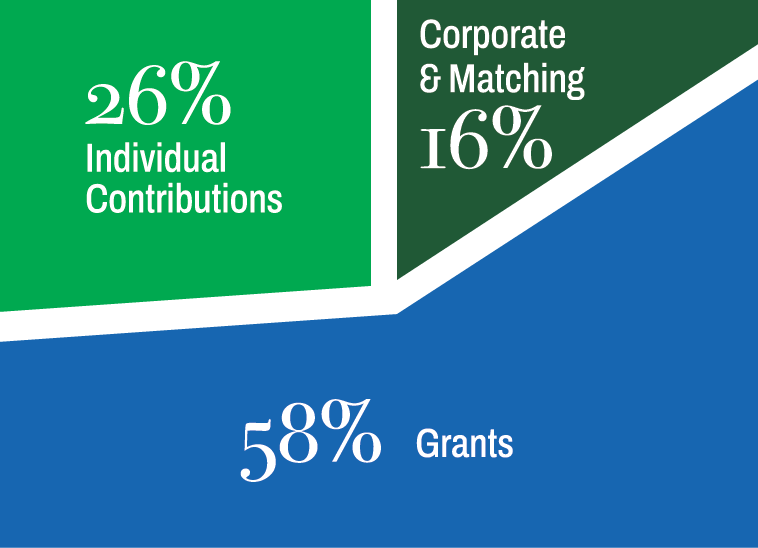 26%
Individual
Contributions
Corporate
& Matching
16%
58% Grants